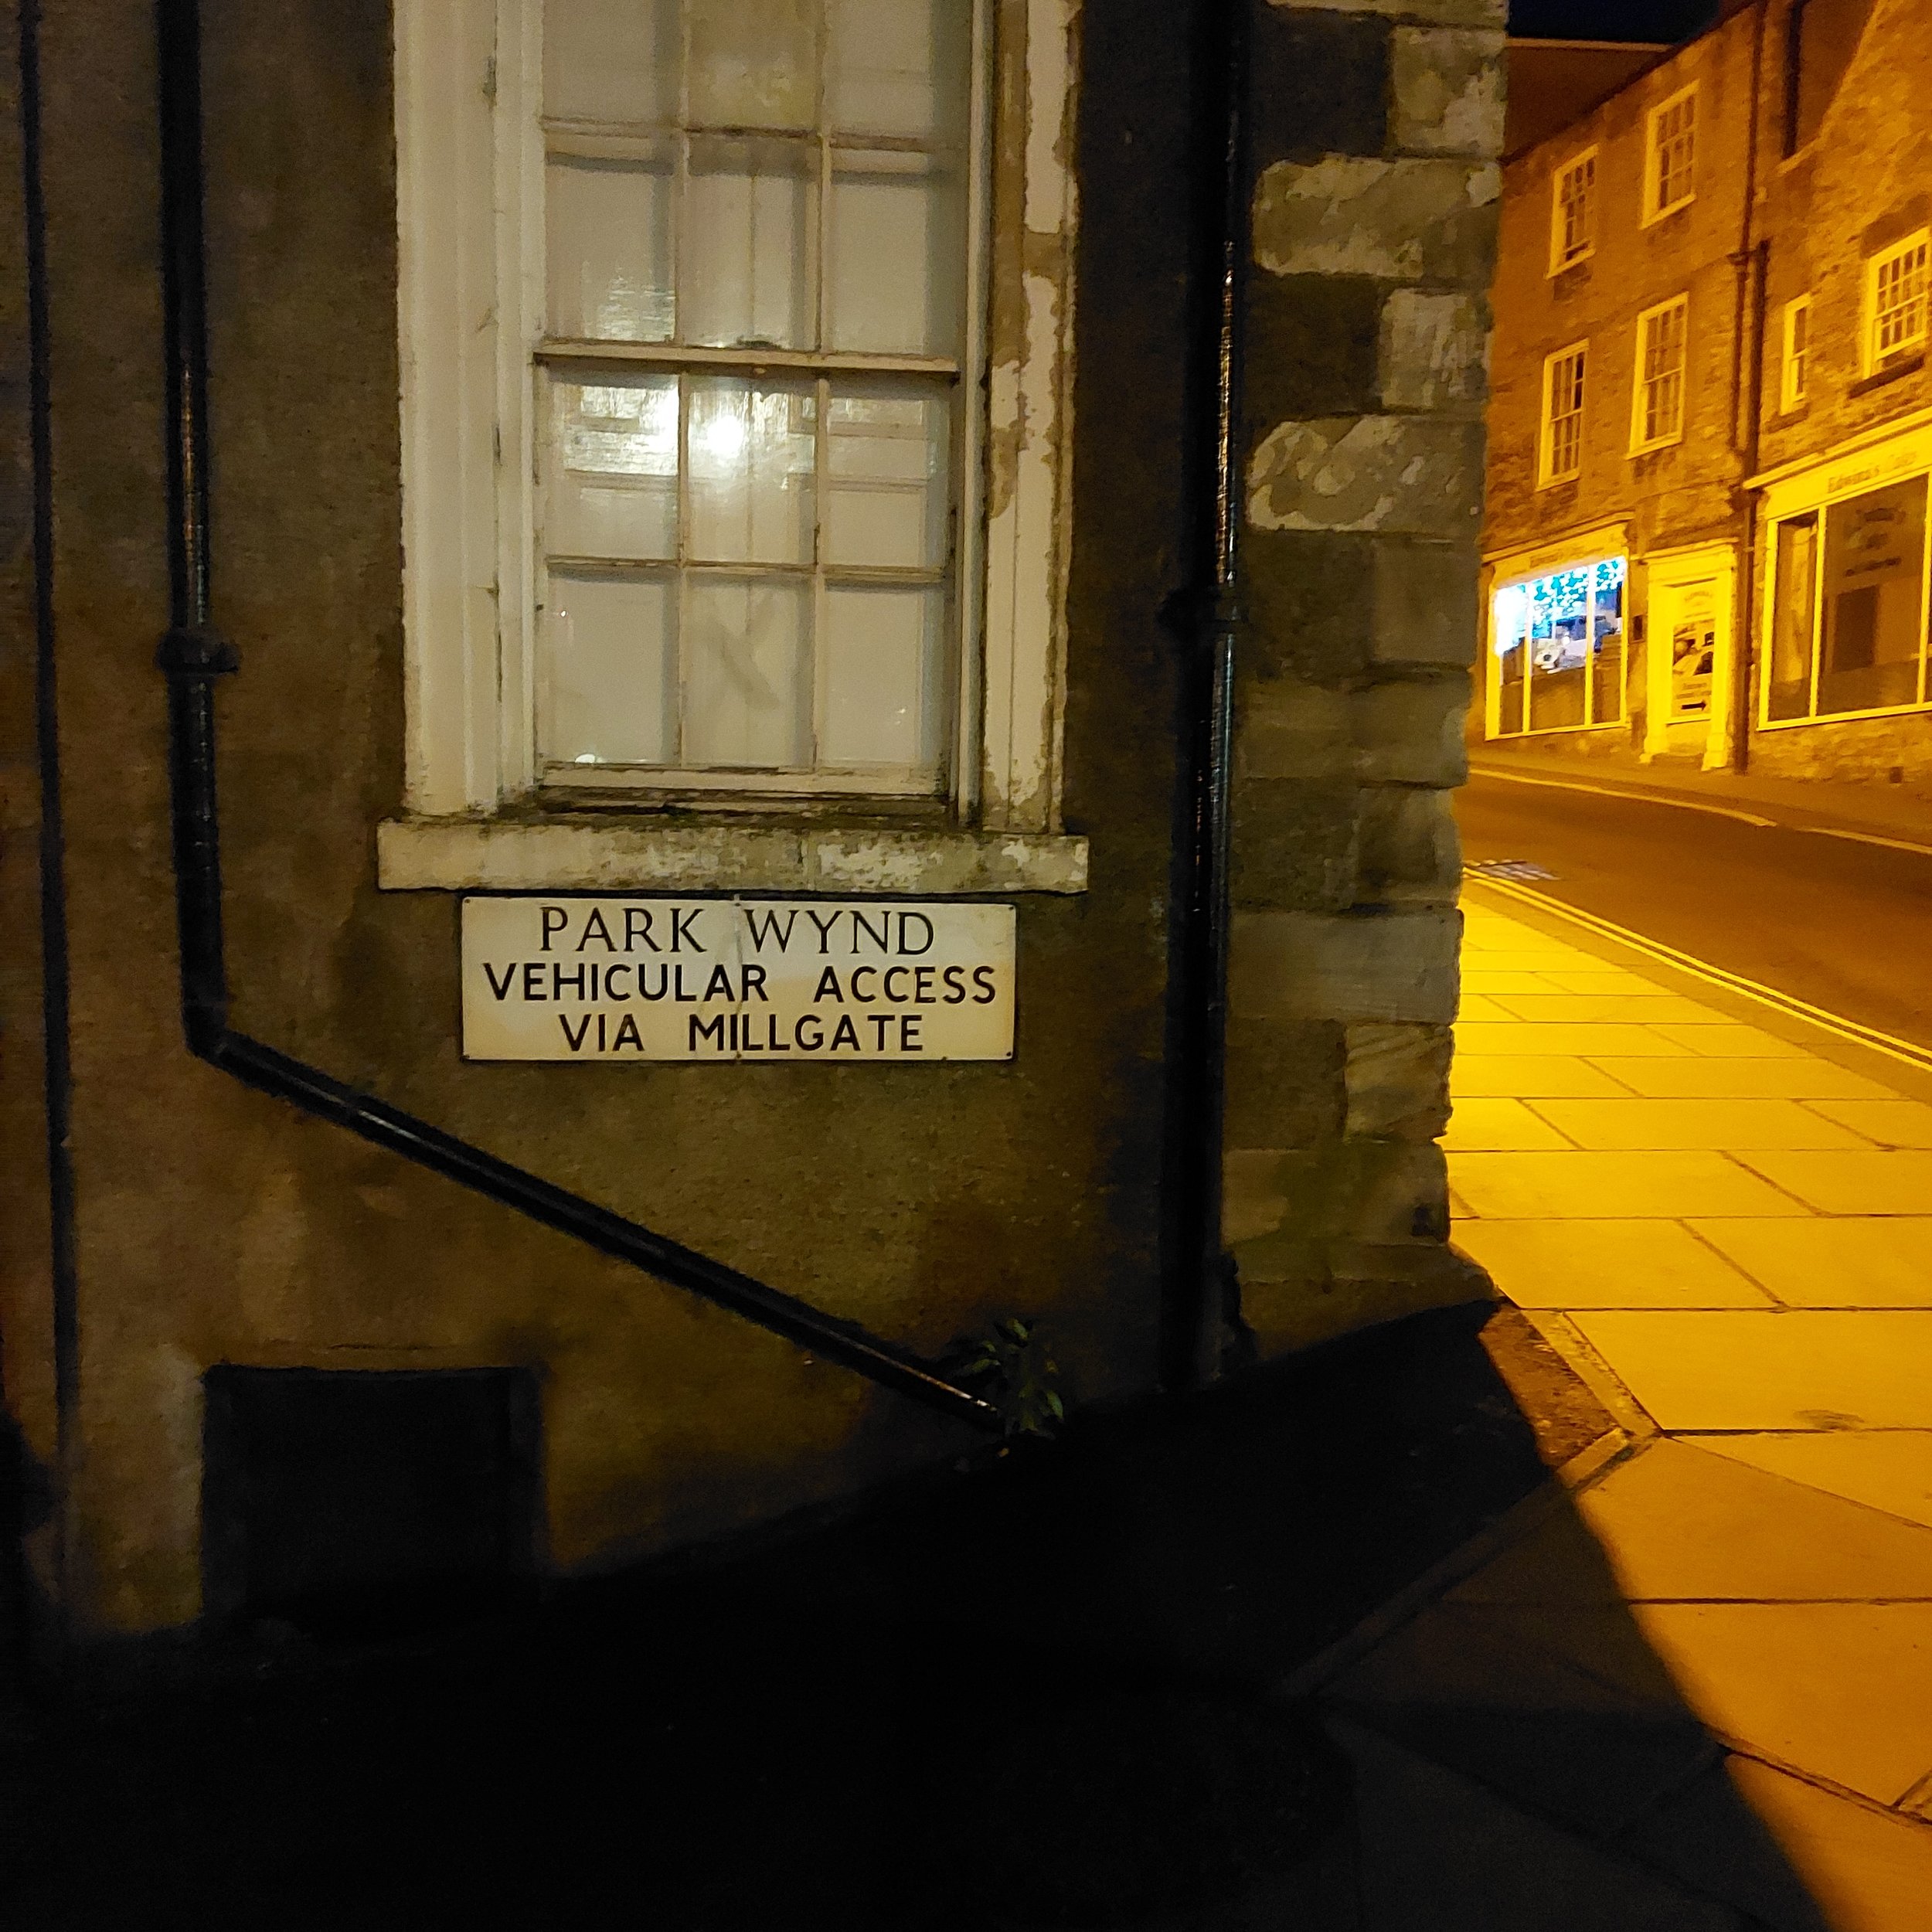 PARK WYND
VEHICULAR ACCESS
VIA MILLGATE